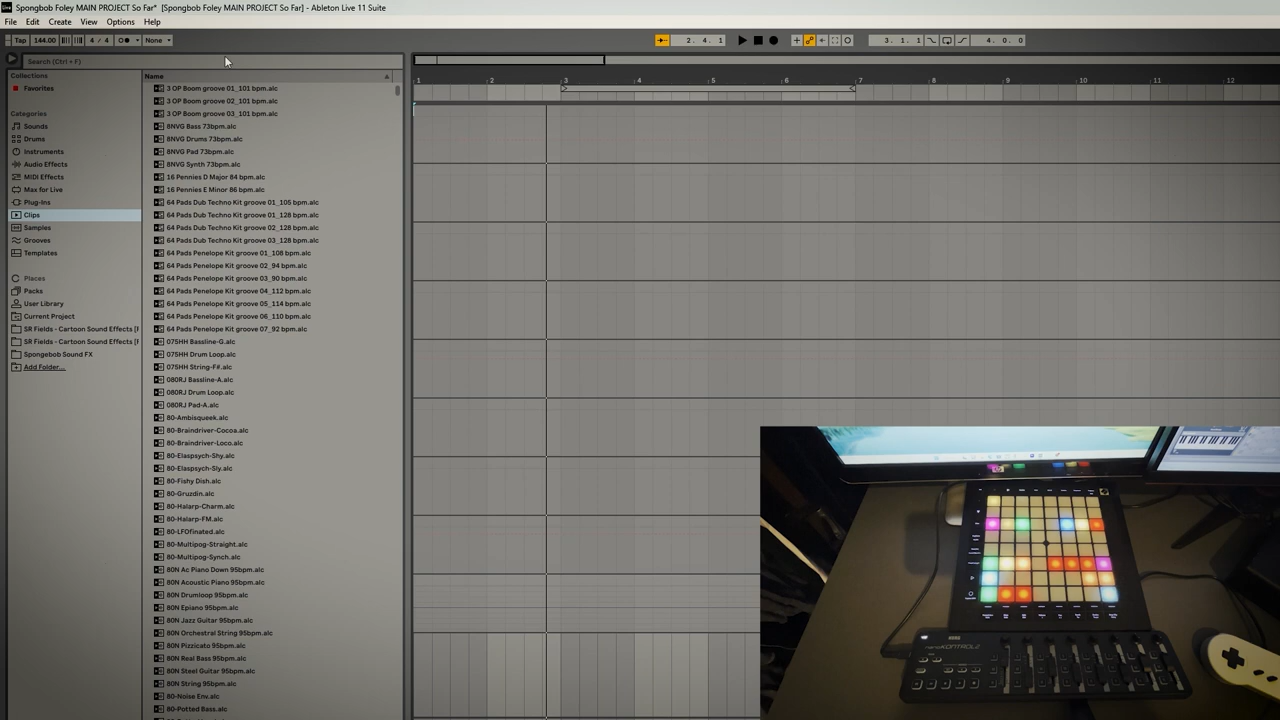 Spongbob Foley MAIN PROJECT So Far* [Spongbob Foley MAIN PROJECT So Far] - Ableton Live 11 Suite
File Edit Create View Options Help
Tap 144.00 4 / 4 None 2. 4. 1 3. 1. 1 4. 0. 0
Search (Ctrl + F)
Collections
Favorites
Categories
Sounds
Drums
Instruments
Audio Effects
MIDI Effects
Max for Live
Plug-Ins
Clips
Samples
Grooves
Templates
Places
Packs
User Library
Current Project
SR Fields - Cartoon Sound Effects [F
SR Fields - Cartoon Sound Effects [F
Spongebob Sound FX
Add Folder...
Name
3 OP Boom groove 01_101 bpm.alc
3 OP Boom groove 02_101 bpm.alc
3 OP Boom groove 03_101 bpm.alc
8NVG Bass 73bpm.alc
8NVG Drums 73bpm.alc
8NVG Pad 73bpm.alc
8NVG Synth 73bpm.alc
16 Pennies D Major 84 bpm.alc
16 Pennies E Minor 86 bpm.alc
64 Pads Dub Techno Kit groove 01_105 bpm.alc
64 Pads Dub Techno Kit groove 01_128 bpm.alc
64 Pads Dub Techno Kit groove 02_128 bpm.alc
64 Pads Dub Techno Kit groove 03_128 bpm.alc
64 Pads Penelope Kit groove 01_108 bpm.alc
64 Pads Penelope Kit groove 02_94 bpm.alc
64 Pads Penelope Kit groove 03_90 bpm.alc
64 Pads Penelope Kit groove 04_112 bpm.alc
64 Pads Penelope Kit groove 05_114 bpm.alc
64 Pads Penelope Kit groove 06_110 bpm.alc
64 Pads Penelope Kit groove 07_92 bpm.alc
075HH Bassline-G.alc
075HH Drum Loop.alc
075HH String-F#.alc
080RJ Bassline-A.alc
080RJ Drum Loop.alc
080RJ Pad-A.alc
80-Ambisqueek.alc
80-Braindriver-Cocoa.alc
80-Braindriver-Loco.alc
80-Elaspsych-Shy.alc
80-Elaspsych-Sly.alc
80-Fishy Dish.alc
80-Gruzdin.alc
80-Halarp-Charm.alc
80-Halarp-FM.alc
80-LFOfinated.alc
80-Multipog-Straight.alc
80-Multipog-Synch.alc
80N Ac Piano Down 95bpm.alc
80N Acoustic Piano 95bpm.alc
80N Drumloop 95bpm.alc
80N Epiano 95bpm.alc
80N Jazz Guitar 95bpm.alc
80N Orchestral String 95bpm.alc
80N Pizzicato 95bpm.alc
80N Real Bass 95bpm.alc
80N Steel Guitar 95bpm.alc
80N String 95bpm.alc
80-Noise Env.alc
80-Potted Bass.alc
1 2 3 4 5 6 7 8 9 10 11 12
KORG
nanoKONTROL2